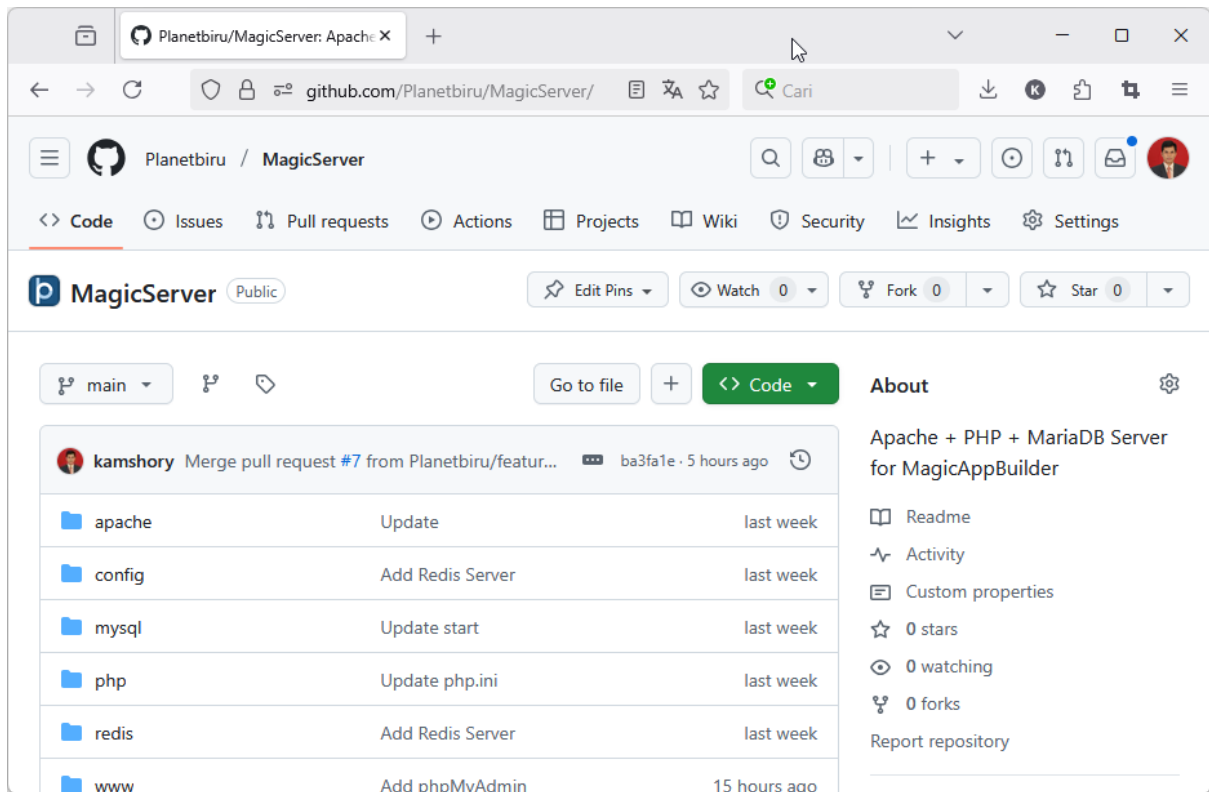 Planetbiru/MagicServer: Apache
github.com/Planetbiru/MagicServer/ Cari K
Planetbiru / MagicServer
Code Issues Pull requests Actions Projects Wiki Security Insights Settings
MagicServer Public Edit Pins Watch 0 Fork 0 Star 0
main Go to file Code
About
Apache + PHP + MariaDB Server
for MagicAppBuilder
kamshory Merge pull request #7 from Planetbiru/featur... ba3fa1e · 5 hours ago
apache Update last week
config Add Redis Server last week
mysql Update start last week
php Update php.ini last week
redis Add Redis Server last week
www Add phpMyAdmin 15 hours ago
Readme
Activity
Custom properties
0 stars
0 watching
0 forks
Report repository